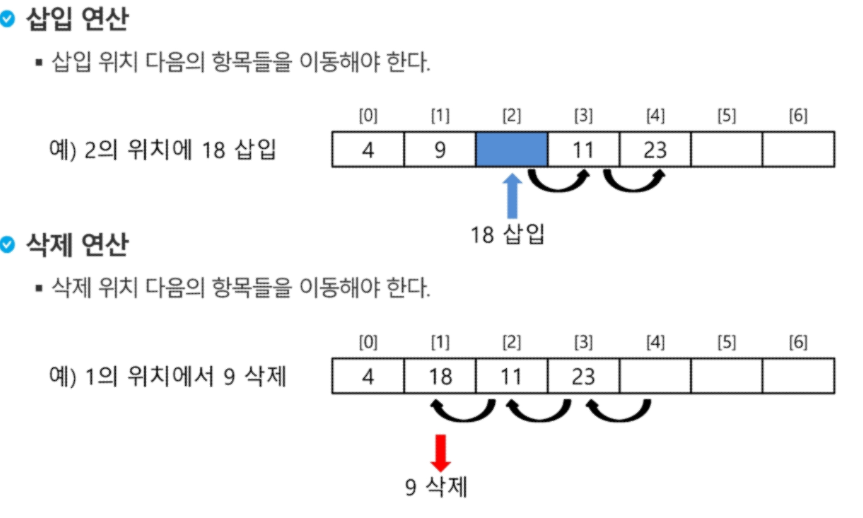 삽입 연산
▪ 삽입 위치 다음의 항목들을 이동해야 한다.
[0] [1] [2] [3] [4] [5] [6]
예) 2의 위치에 18 삽입 4 9 11 23
18 삽입
삭제 연산
▪ 삭제 위치 다음의 항목들을 이동해야 한다.
[0] [1] [2] [3] [4] [5] [6]
예) 1의 위치에서 9 삭제 4 18 11 23
9 삭제